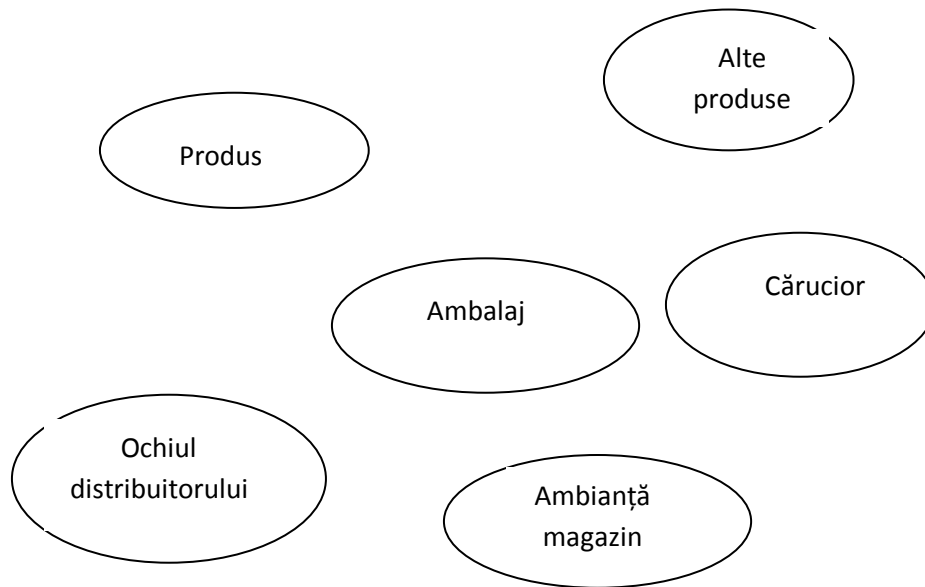 Alte
produse
Produs
Cărucior
Ambalaj
Ochiul
distribuitorului
Ambianță
magazin